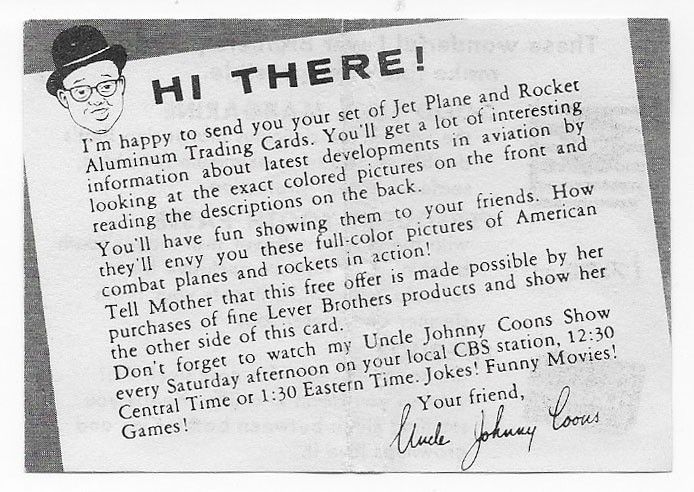 HI THERE!
I'm happy to send you your set of Jet Plane and Rocket
Aluminum Trading Cards. You'll get a lot of interesting
information about latest developments in aviation by
looking at the exact colored pictures on the front and
reading the descriptions on the back.
You'll have fun showing them to your friends. How
they'll envy you these full-color pictures of American
combat planes and rockets in action!
Tell Mother that this free offer is made possible by her
purchases of fine Lever Brothers products and show her
the other side of this card.
Don't forget to watch my Uncle Johnny Coons Show
every Saturday afternoon on your local CBS station, 12:30
Central Time or 1:30 Eastern Time. Jokes! Funny Movies!
Games!
Your friend,
Uncle Johnny Coons